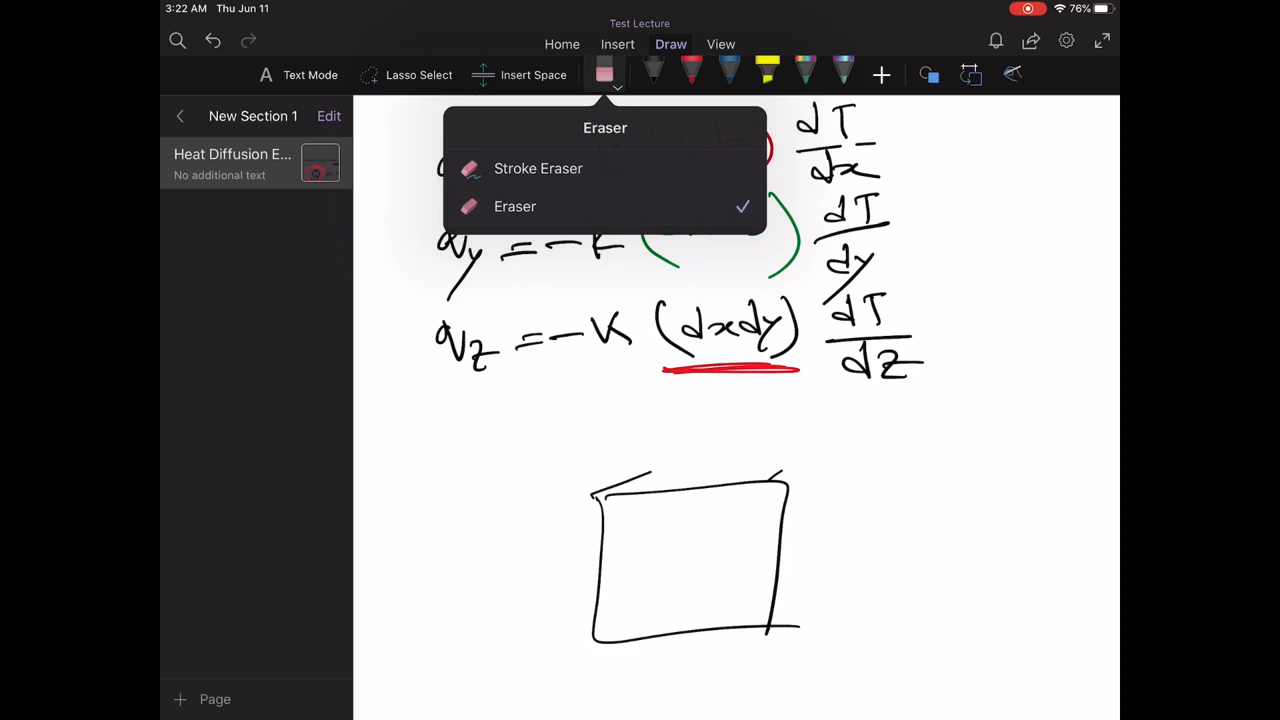 3:22 AM Thu Jun 11
76%
Test Lecture
Home Insert Draw View
A Text Mode Lasso Select Insert Space
New Section 1 Edit
Heat Diffusion E...
No additional text
Eraser
Stroke Eraser
Eraser
dT
dx
qy = -K ( ) dT
dy
qz = -K (dxdy) dT
dz
+ Page